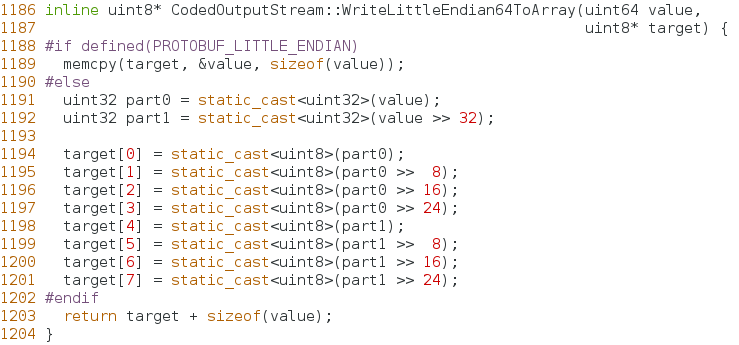 1186 inline uint8* CodedOutputStream::WriteLittleEndian64ToArray(uint64 value,
1187                                                             uint8* target) {
1188 #if defined(PROTOBUF_LITTLE_ENDIAN)
1189   memcpy(target, &value, sizeof(value));
1190 #else
1191   uint32 part0 = static_cast<uint32>(value);
1192   uint32 part1 = static_cast<uint32>(value >> 32);
1193
1194   target[0] = static_cast<uint8>(part0);
1195   target[1] = static_cast<uint8>(part0 >>  8);
1196   target[2] = static_cast<uint8>(part0 >> 16);
1197   target[3] = static_cast<uint8>(part0 >> 24);
1198   target[4] = static_cast<uint8>(part1);
1199   target[5] = static_cast<uint8>(part1 >>  8);
1200   target[6] = static_cast<uint8>(part1 >> 16);
1201   target[7] = static_cast<uint8>(part1 >> 24);
1202 #endif
1203   return target + sizeof(value);
1204 }